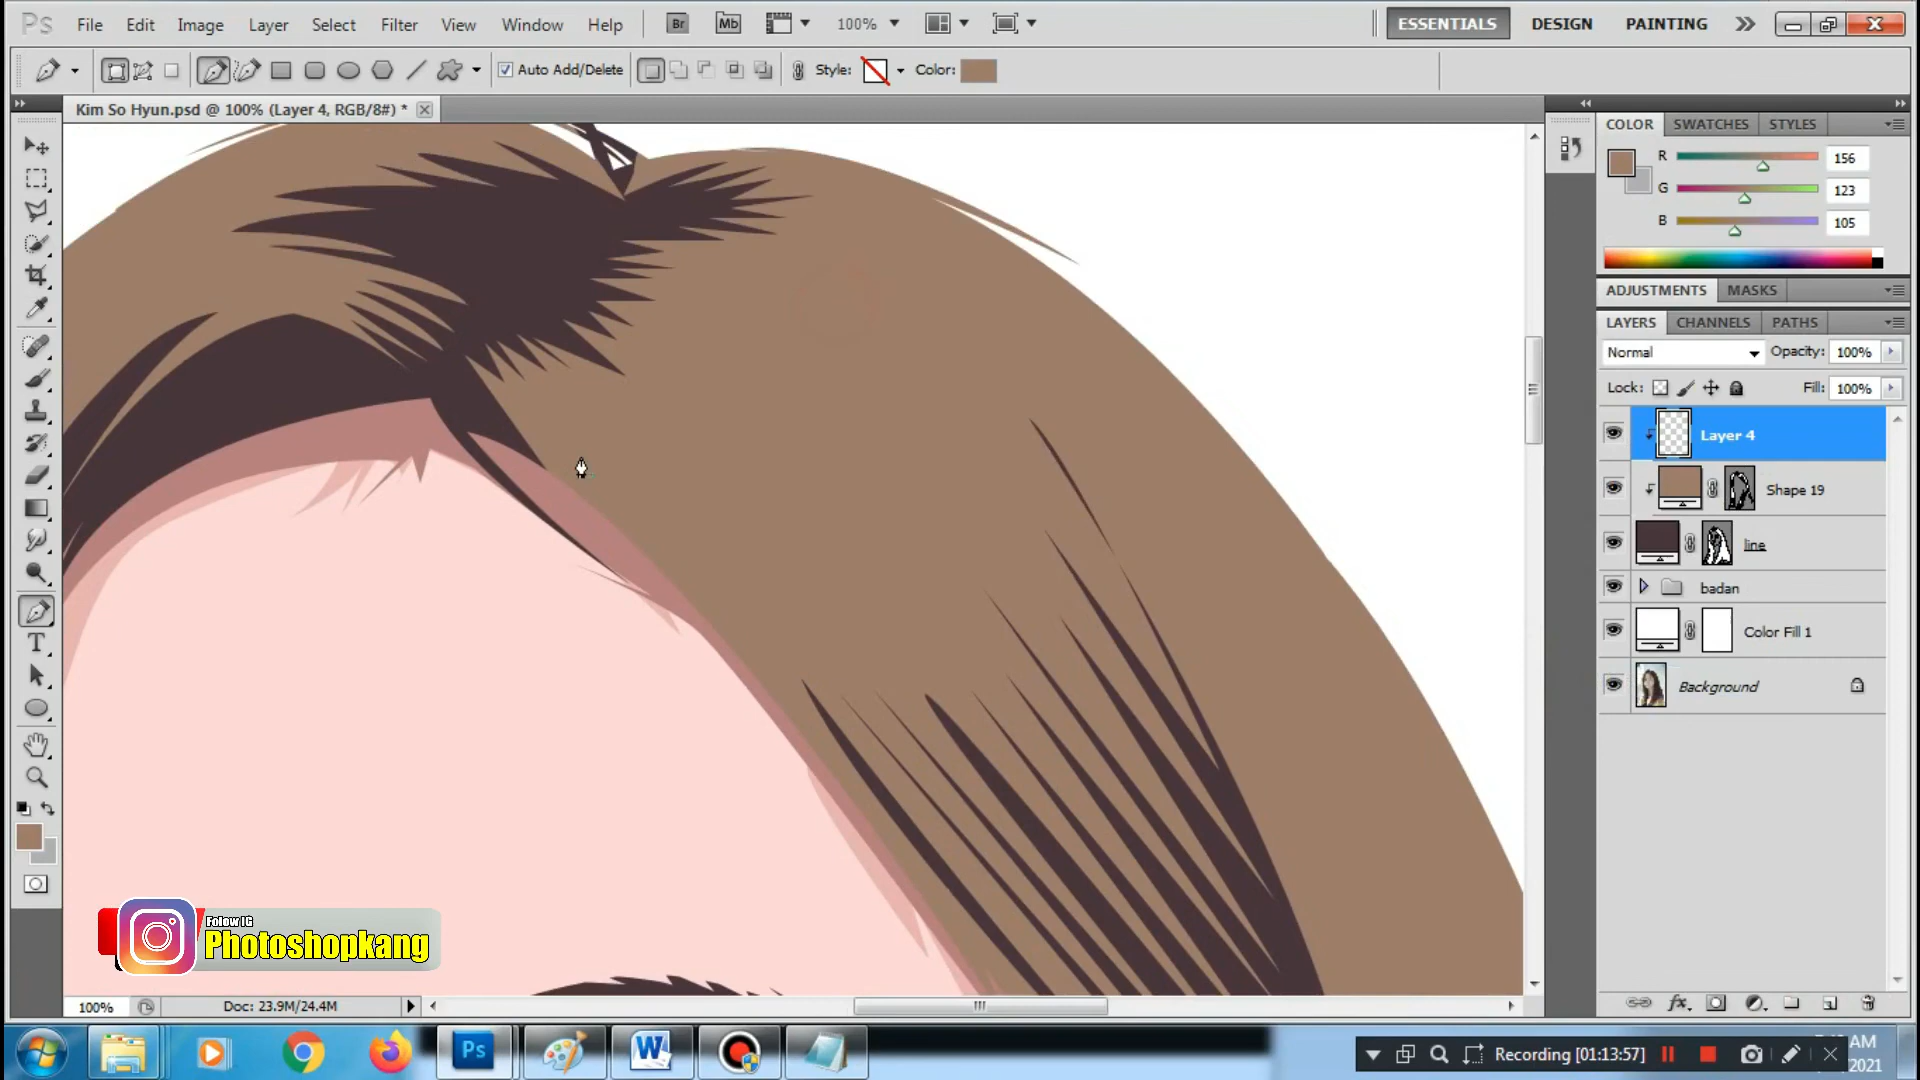 Ps File Edit Image Layer Select Filter View Window Help Br Mb 100% ESSENTIALS DESIGN PAINTING
Auto Add/Delete Style: Color:
Kim So Hyun.psd @ 100% (Layer 4, RGB/8#) *
COLOR SWATCHES STYLES
R 156
G 123
B 105
ADJUSTMENTS MASKS
LAYERS CHANNELS PATHS
Normal Opacity: 100%
Lock: Fill: 100%
Layer 4
Shape 19
line
badan
Color Fill 1
Background
Folow IG
Photoshopkang
100% Doc: 23.9M/24.4M
Ps W Recording [01:13:57]
AM